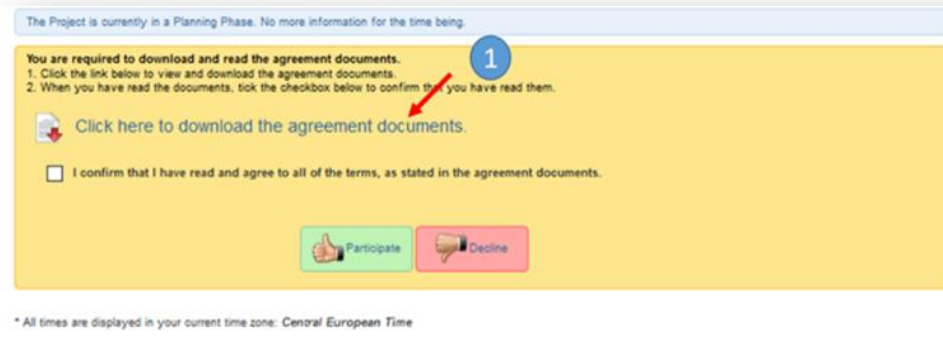 The Project is currently in a Planning Phase. No more information for the time being.
1
You are required to download and read the agreement documents.
1. Click the link below to view and download the agreement documents.
2. When you have read the documents, tick the checkbox below to confirm that you have read them.
Click here to download the agreement documents.
I confirm that I have read and agree to all of the terms, as stated in the agreement documents.
Participate
Decline
* All times are displayed in your current time zone: Central European Time